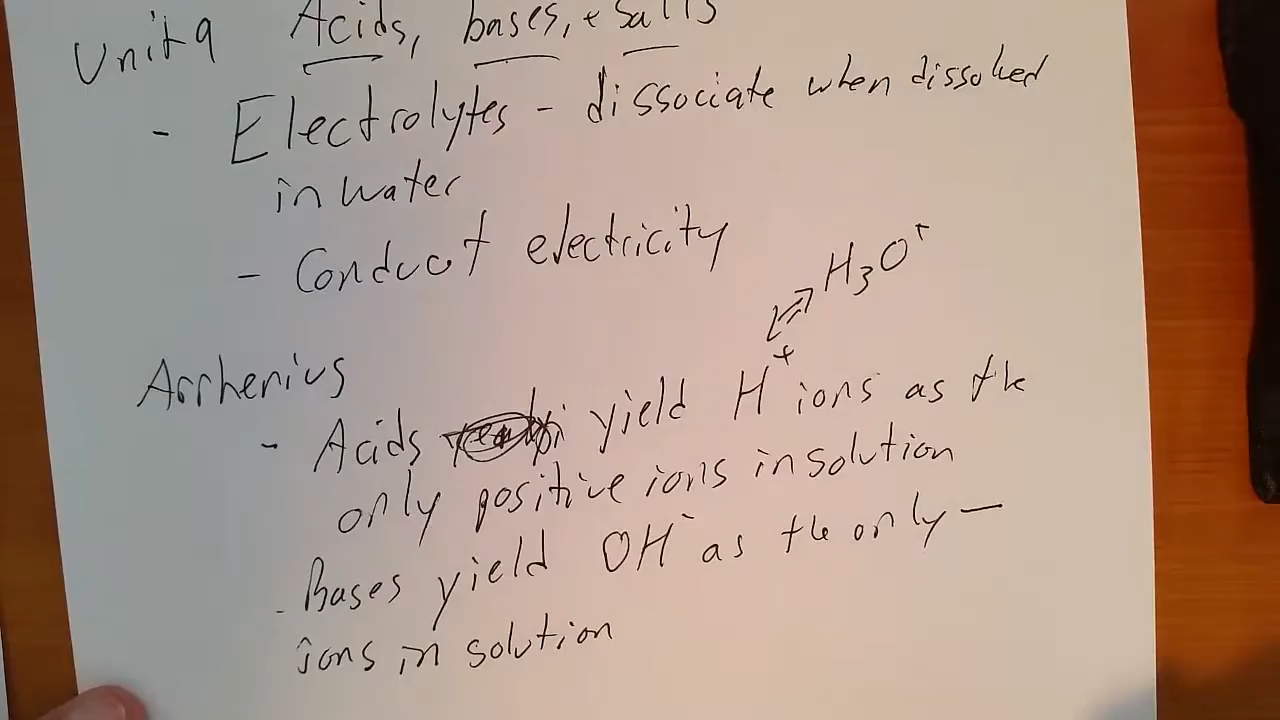 Unit 9 Acids, bases, + salts
- Electrolytes - dissociate when dissolved
in water
- Conduct electricity
⇄ H₃O⁺
Arrhenius
- Acids yield H⁺ ions as the
only positive ions in solution
- Bases yield OH⁻ as the only —
ions in solution